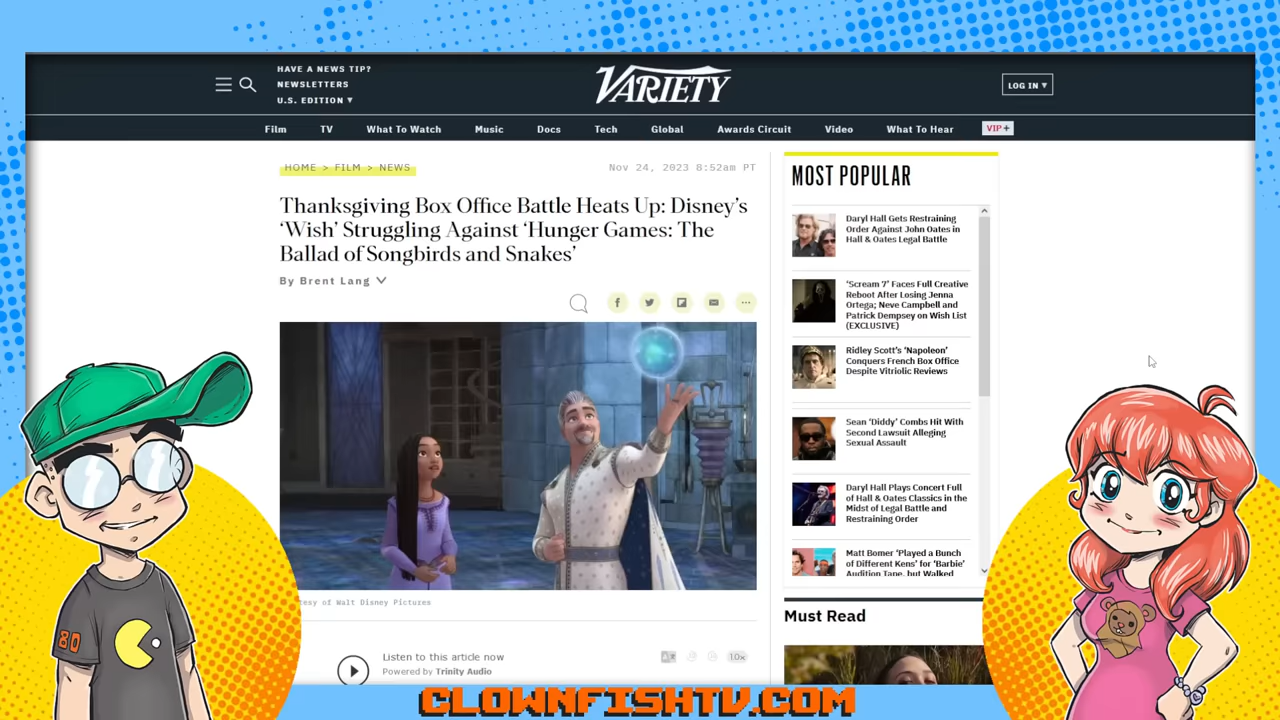 HAVE A NEWS TIP?
NEWSLETTERS
U.S. EDITION
VARIETY
LOG IN
Film TV What To Watch Music Docs Tech Global Awards Circuit Video What To Hear VIP+
HOME > FILM > NEWS
Nov 24, 2023 8:52am PT
Thanksgiving Box Office Battle Heats Up: Disney's
'Wish' Struggling Against 'Hunger Games: The
Ballad of Songbirds and Snakes'
By Brent Lang
MOST POPULAR
Daryl Hall Gets Restraining
Order Against John Oates in
Hall & Oates Legal Battle
'Scream 7' Faces Full Creative
Reboot After Losing Jenna
Ortega; Neve Campbell and
Patrick Dempsey on Wish List
(EXCLUSIVE)
Ridley Scott's 'Napoleon'
Conquers French Box Office
Despite Vitriolic Reviews
Sean 'Diddy' Combs Hit With
Second Lawsuit Alleging
Sexual Assault
Daryl Hall Plays Concert Full
of Hall & Oates Classics in the
Midst of Legal Battle and
Restraining Order
Matt Bomer 'Played a Bunch
of Different Kens' for 'Barbie'
Audition Tape, but Walked
of Walt Disney Pictures
Must Read
Listen to this article now
Powered by Trinity Audio
1.0x
80
CLOWNFISHTV.COM